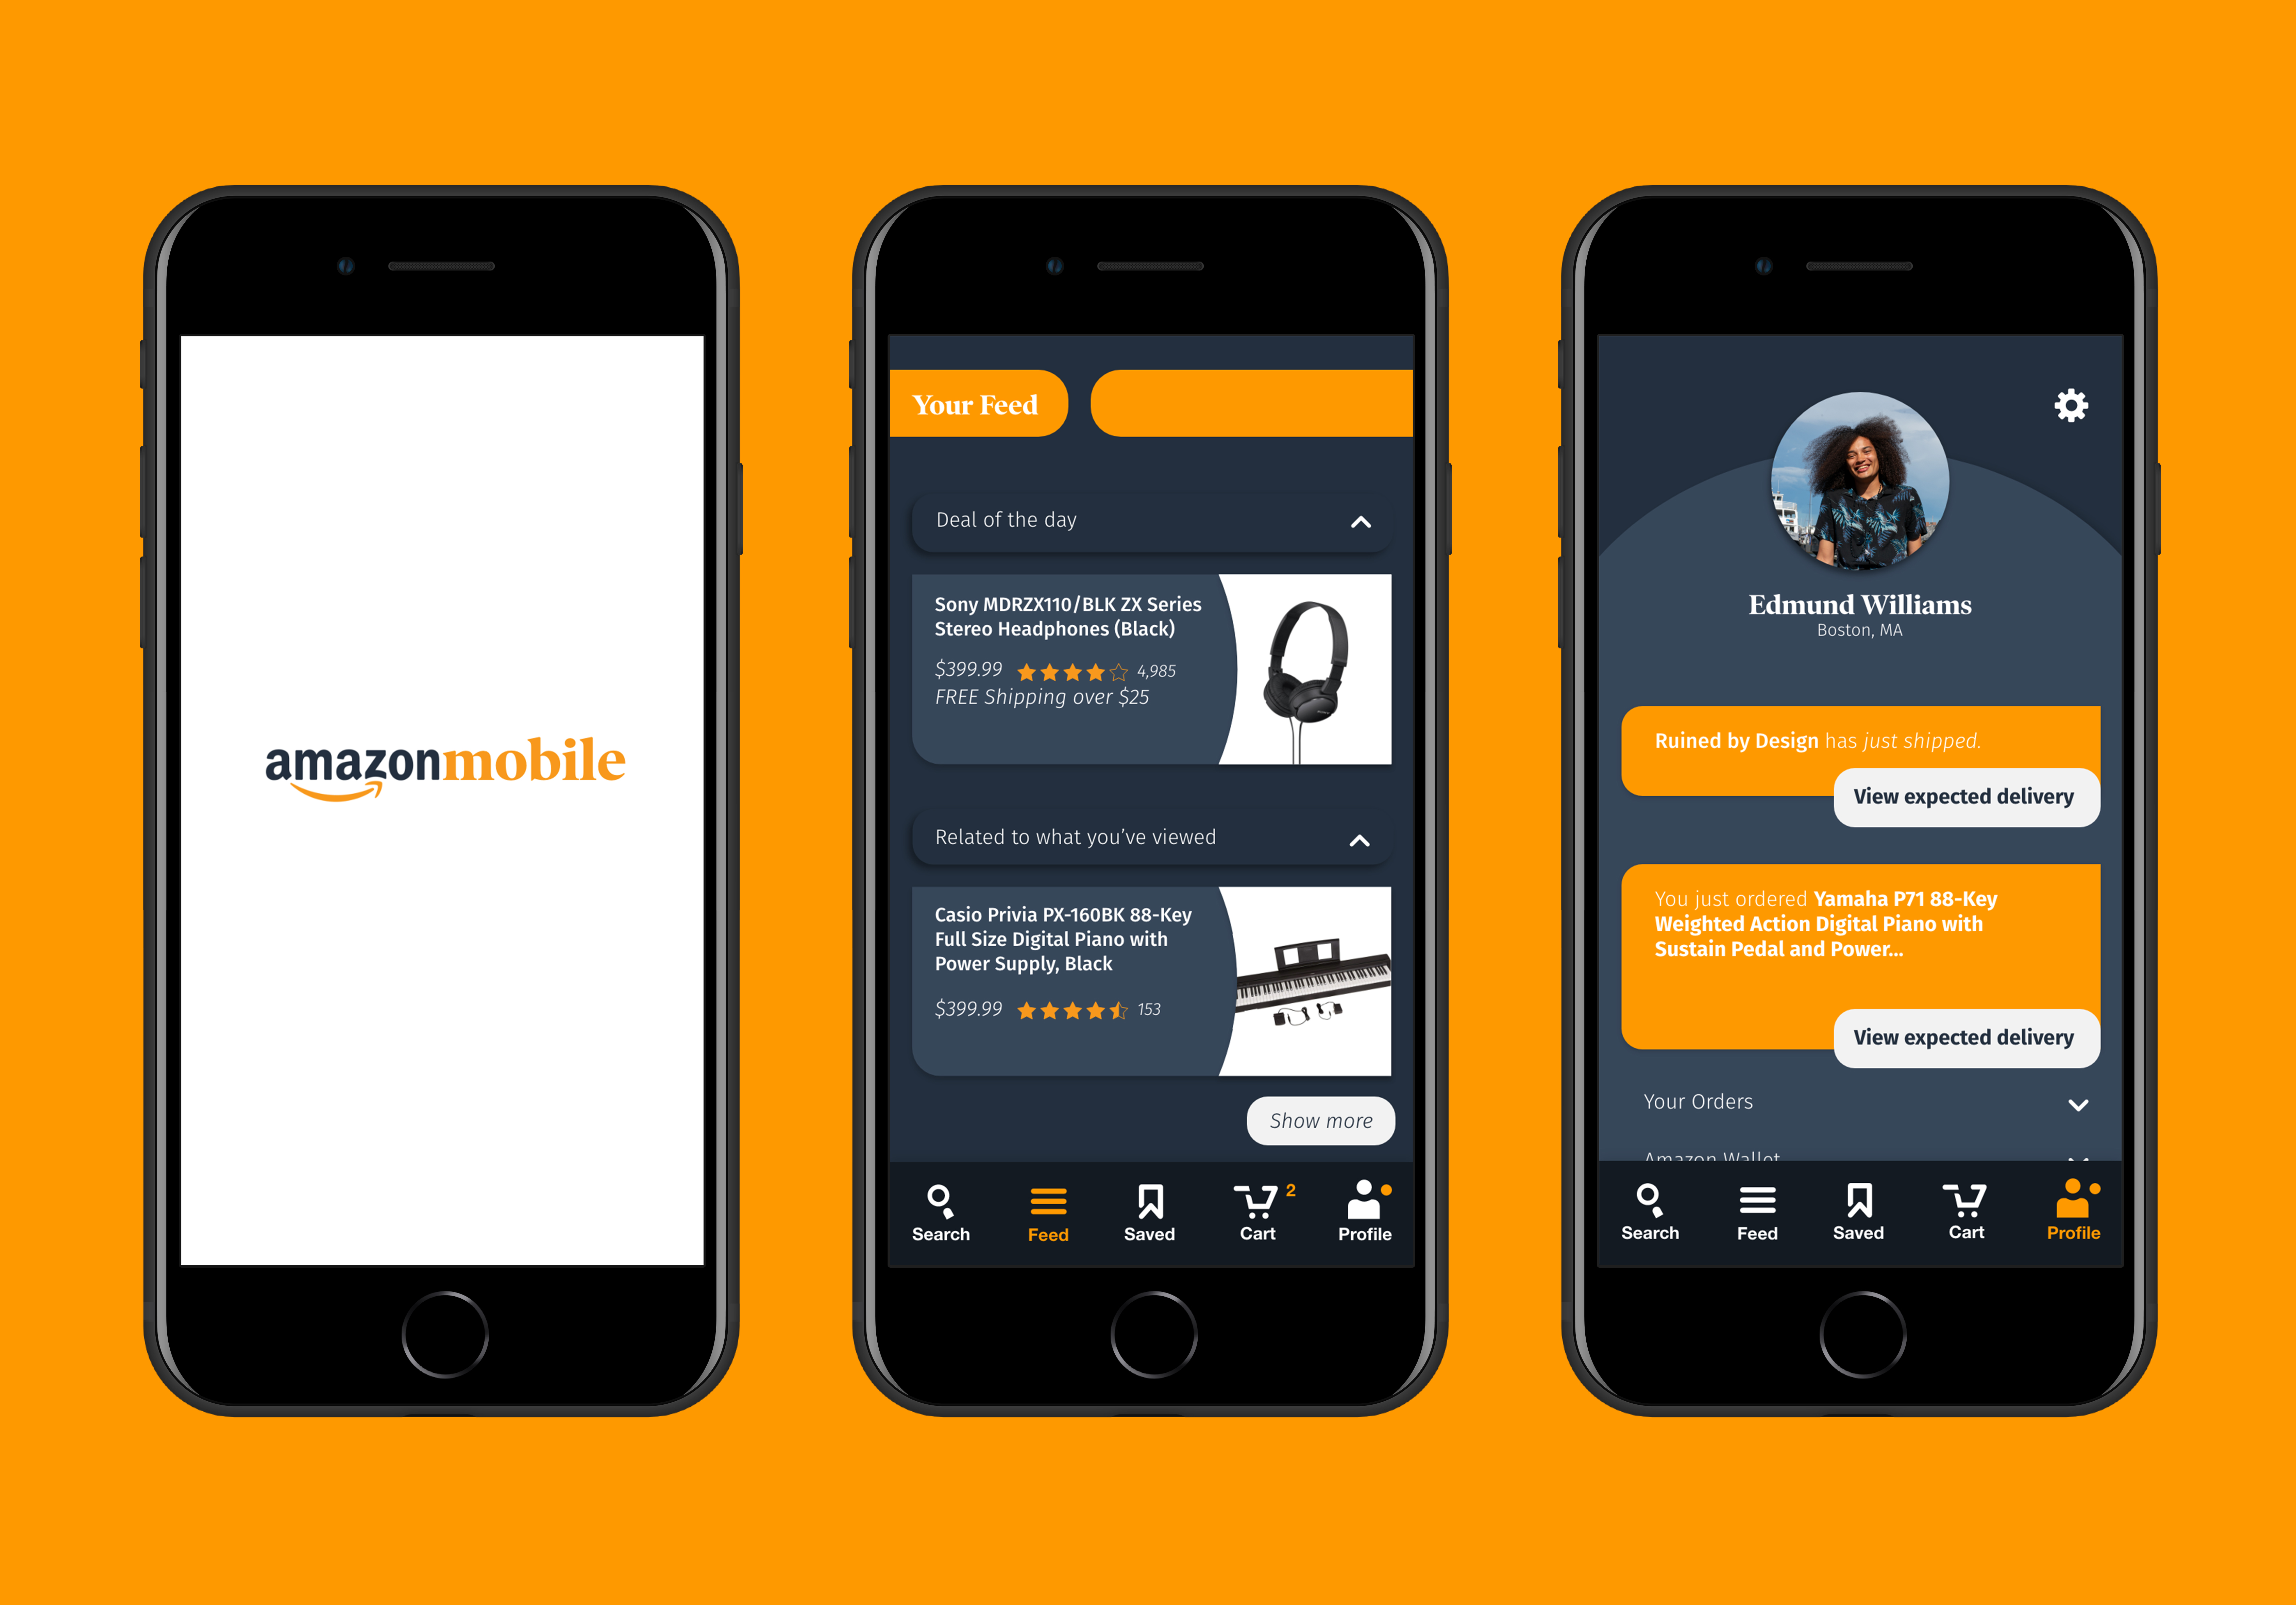 amazonmobile
Your Feed
Deal of the day
Sony MDRZX110/BLK ZX Series
Stereo Headphones (Black)
$399.99 4,985
FREE Shipping over $25
Related to what you've viewed
Casio Privia PX-160BK 88-Key
Full Size Digital Piano with
Power Supply, Black
$399.99 153
Show more
Search Feed Saved Cart 2 Profile
Edmund Williams
Boston, MA
Ruined by Design has just shipped.
View expected delivery
You just ordered Yamaha P71 88-Key
Weighted Action Digital Piano with
Sustain Pedal and Power...
View expected delivery
Your Orders
Amazon Wallet
Search Feed Saved Cart Profile